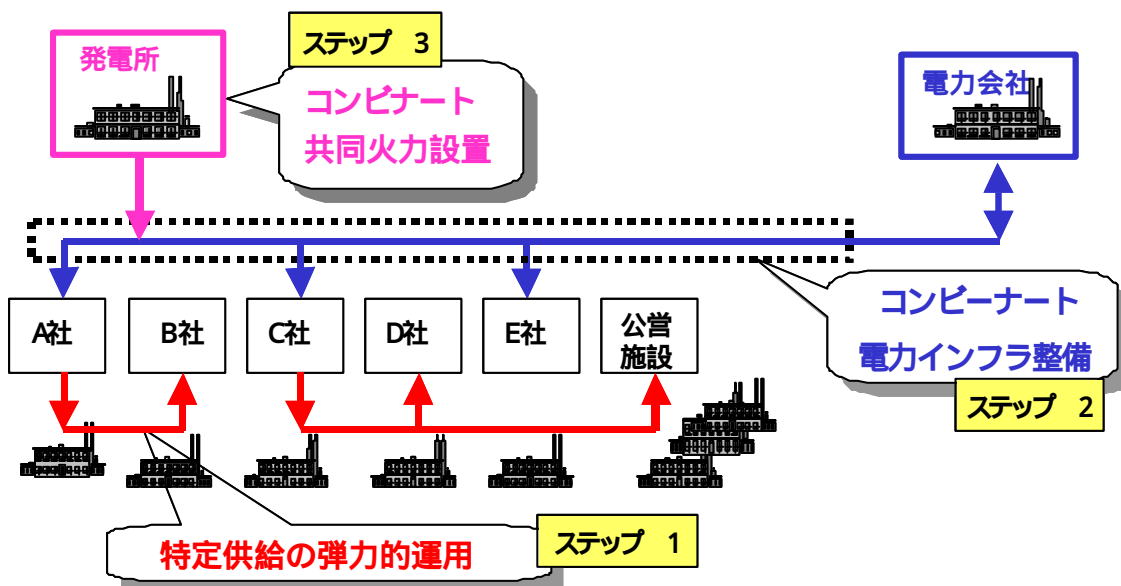 発電所
ステップ 3
コンビナート
共同火力設置
電力会社
A社
B社
C社
D社
E社
公営
施設
コンビーナート
電力インフラ整備
ステップ 2
特定供給の弾力的運用
ステップ 1